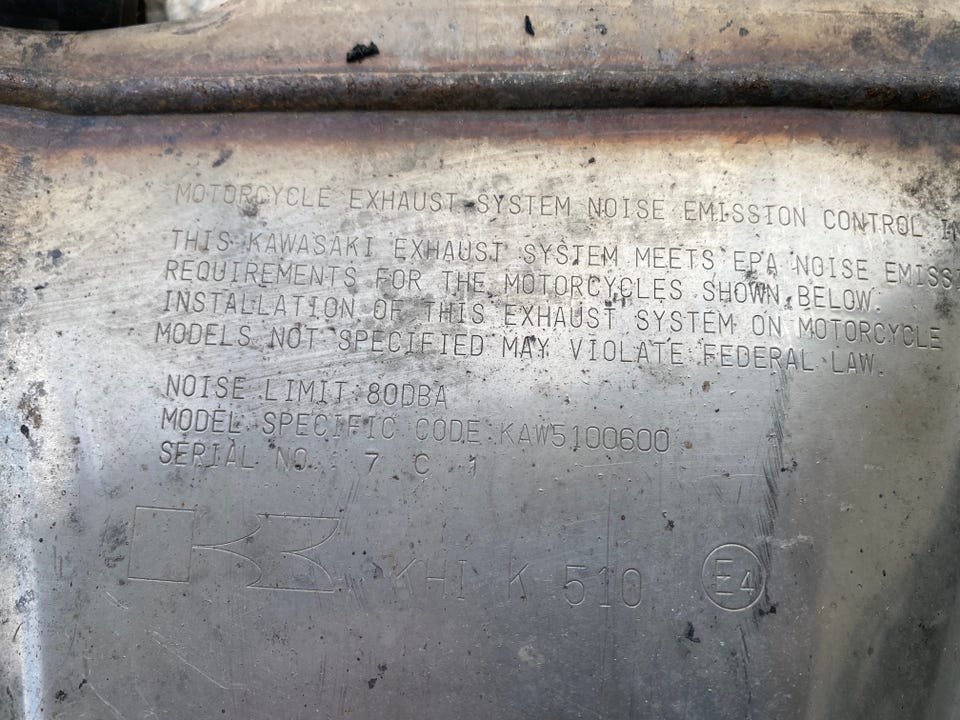 MOTORCYCLE EXHAUST SYSTEM NOISE EMISSION CONTROL IN
THIS KAWASAKI EXHAUST SYSTEM MEETS EPA NOISE EMISS
REQUIREMENTS FOR THE MOTORCYCLES SHOWN BELOW.
INSTALLATION OF THIS EXHAUST SYSTEM ON MOTORCYCLE
MODELS NOT SPECIFIED MAY VIOLATE FEDERAL LAW.
NOISE LIMIT 80DBA
MODEL SPECIFIC CODE KAW5100600
SERIAL NO. 7 C 1
K KHI K 510 E4